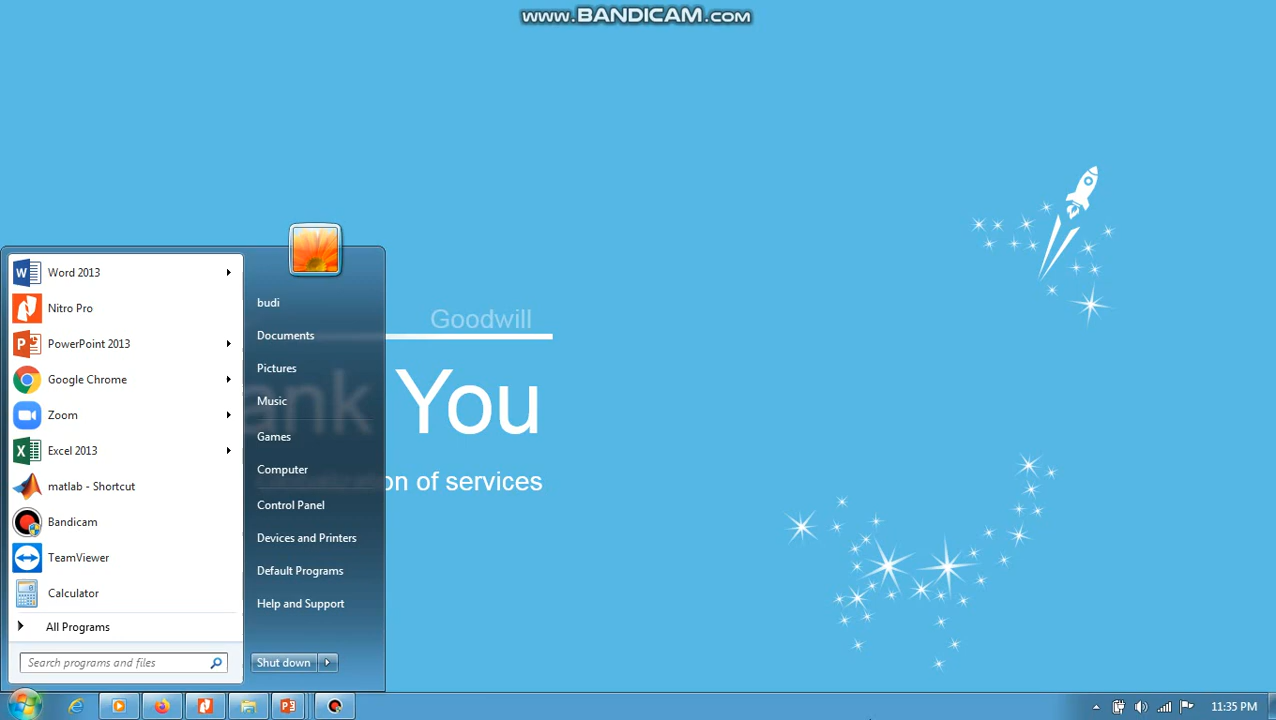 WWW.BANDICAM.COM
Word 2013
Nitro Pro
PowerPoint 2013
Google Chrome
Zoom
Excel 2013
matlab - Shortcut
Bandicam
TeamViewer
Calculator
All Programs
Search programs and files
budi
Documents
Pictures
Music
Games
Computer
Control Panel
Devices and Printers
Default Programs
Help and Support
Shut down
Goodwill
You
of services
11:35 PM